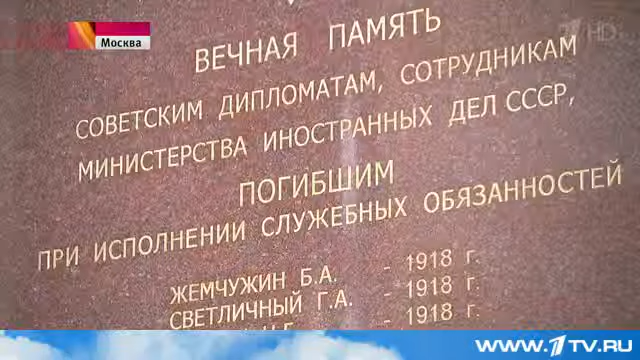 Москва
HD
ВЕЧНАЯ ПАМЯТЬ
СОВЕТСКИМ ДИПЛОМАТАМ, СОТРУДНИКАМ
МИНИСТЕРСТВА ИНОСТРАННЫХ ДЕЛ СССР,
ПОГИБШИМ
ПРИ ИСПОЛНЕНИИ СЛУЖЕБНЫХ ОБЯЗАННОСТЕЙ
ЖЕМЧУЖИН Б.А. - 1918 г.
СВЕТЛИЧНЫЙ Г.А. - 1918 г.
- 1918 г.
WWW.1TV.RU